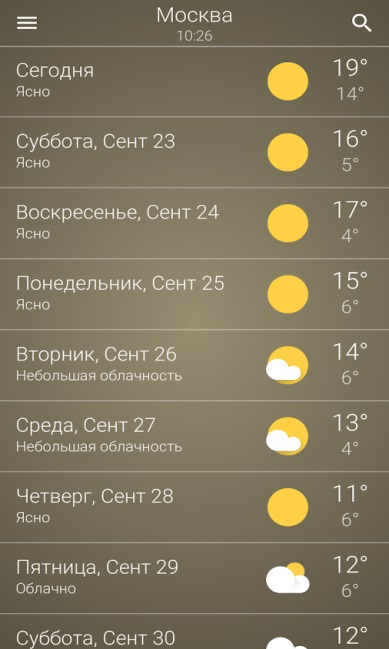 Москва
10:26
Сегодня
Ясно
19°
14°
Суббота, Сент 23
Ясно
16°
5°
Воскресенье, Сент 24
Ясно
17°
4°
Понедельник, Сент 25
Ясно
15°
6°
Вторник, Сент 26
Небольшая облачность
14°
6°
Среда, Сент 27
Небольшая облачность
13°
4°
Четверг, Сент 28
Ясно
11°
6°
Пятница, Сент 29
Облачно
12°
6°
Суббота, Сент 30
12°